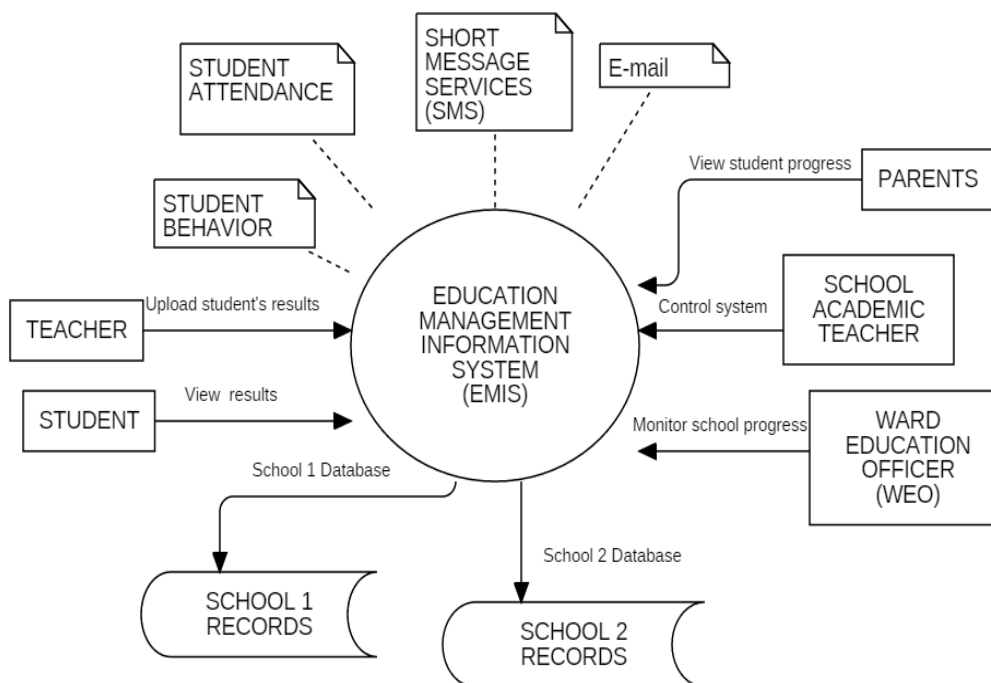 STUDENT
ATTENDANCE
SHORT
MESSAGE
SERVICES
(SMS)
E-mail
View student progress
PARENTS
STUDENT
BEHAVIOR
EDUCATION
MANAGEMENT
INFORMATION
SYSTEM
(EMIS)
Upload student's results
TEACHER
Control system
SCHOOL
ACADEMIC
TEACHER
View results
STUDENT
Monitor school progress
WARD
EDUCATION
OFFICER
(WEO)
School 1 Database
School 2 Database
SCHOOL 1
RECORDS
SCHOOL 2
RECORDS